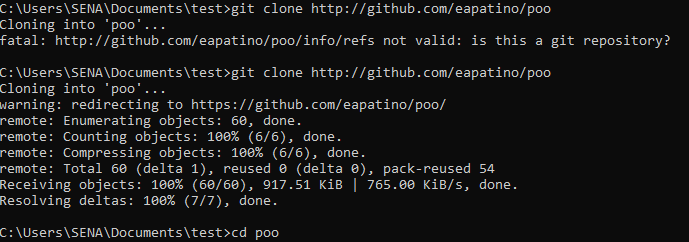 C:\Users\SENA\Documents\test>git clone http://github.com/eapatino/poo
Cloning into 'poo'...
fatal: http://github.com/eapatino/poo/info/refs not valid: is this a git repository?
C:\Users\SENA\Documents\test>git clone http://github.com/eapatino/poo
Cloning into 'poo'...
warning: redirecting to https://github.com/eapatino/poo/
remote: Enumerating objects: 60, done.
remote: Counting objects: 100% (6/6), done.
remote: Compressing objects: 100% (6/6), done.
remote: Total 60 (delta 1), reused 0 (delta 0), pack-reused 54
Receiving objects: 100% (60/60), 917.51 KiB | 765.00 KiB/s, done.
Resolving deltas: 100% (7/7), done.
C:\Users\SENA\Documents\test>cd poo